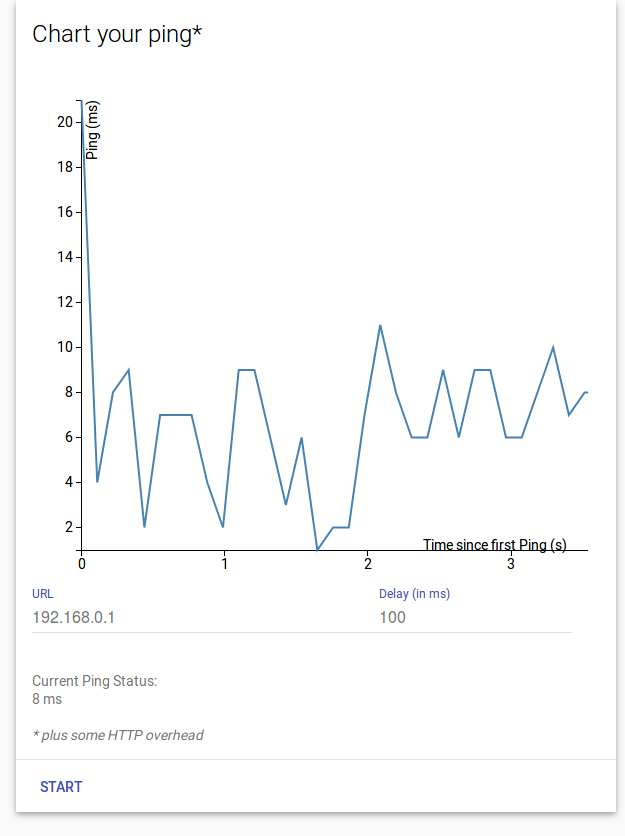 Chart your ping*
Ping (ms)
20
18
16
14
12
10
8
6
4
2
Time since first Ping (s)
0 1 2 3
URL Delay (in ms)
192.168.0.1 100
Current Ping Status:
8 ms
* plus some HTTP overhead
START